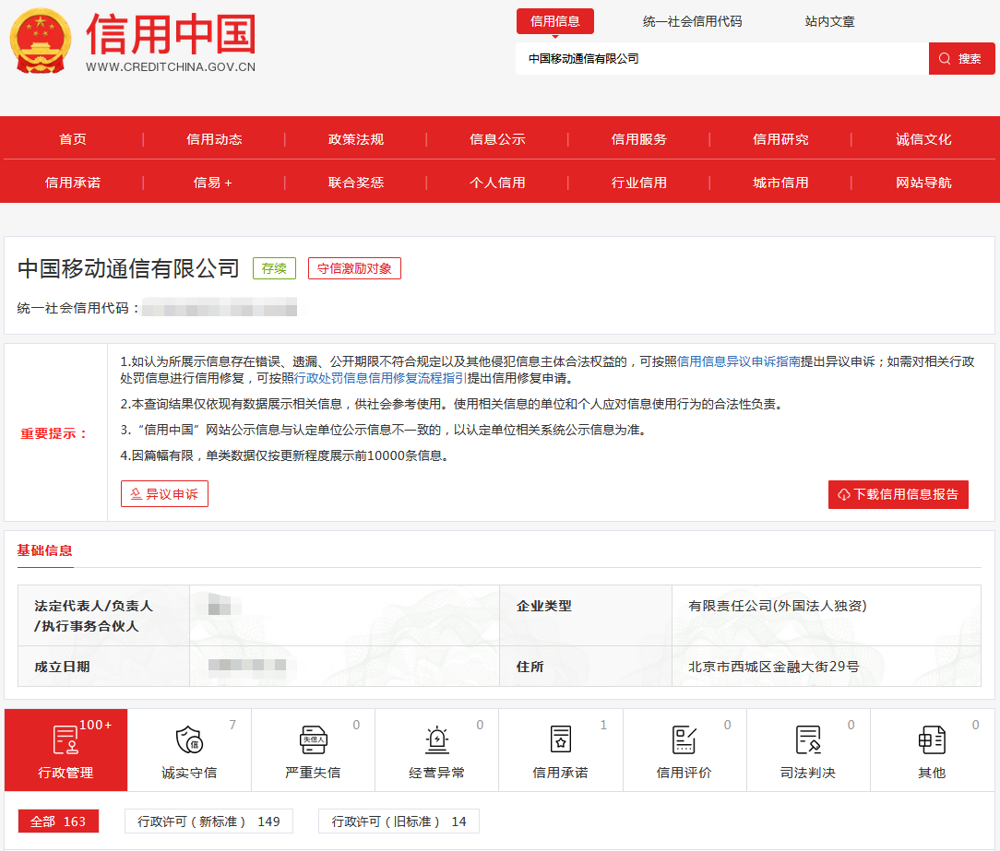 信用中国
WWW.CREDITCHINA.GOV.CN
信用信息 统一社会信用代码 站内文章
中国移动通信有限公司 搜索
首页 信用动态 政策法规 信息公示 信用服务 信用研究 诚信文化
信用承诺 信易 + 联合奖惩 个人信用 行业信用 城市信用 网站导航
中国移动通信有限公司 存续 守信激励对象
统一社会信用代码：
重要提示：
1.如认为所展示信息存在错误、遗漏、公开期限不符合规定以及其他侵犯信息主体合法权益的，可按照信用信息异议申诉指南提出异议申诉；如需对相关行政
处罚信息进行信用修复，可按照行政处罚信息信用修复流程指引提出信用修复申请。
2.本查询结果仅依现有数据展示相关信息，供社会参考使用。使用相关信息的单位和个人应对信息使用行为的合法性负责。
3.“信用中国”网站公示信息与认定单位公示信息不一致的，以认定单位相关系统公示信息为准。
4.因篇幅有限，单类数据仅按更新程度展示前10000条信息。
异议申诉 下载信用信息报告
基础信息
法定代表人/负责人
/执行事务合伙人
企业类型 有限责任公司(外国法人独资)
成立日期 住所 北京市西城区金融大街29号
100+ 7 0 0 1 0 0 0
信
失信人
行政管理 诚实守信 严重失信 经营异常 信用承诺 信用评价 司法判决 其他
全部 163 行政许可（新标准） 149 行政许可（旧标准） 14